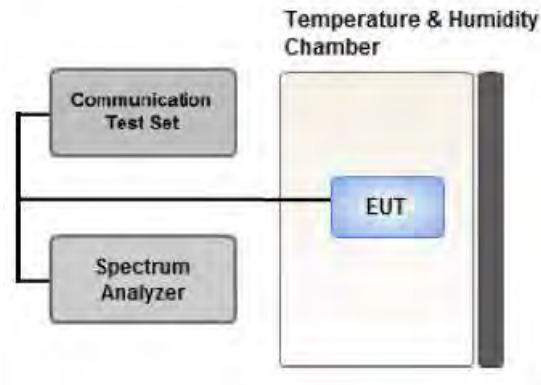 Temperature & Humidity
Chamber
Communication
Test Set
EUT
Spectrum
Analyzer